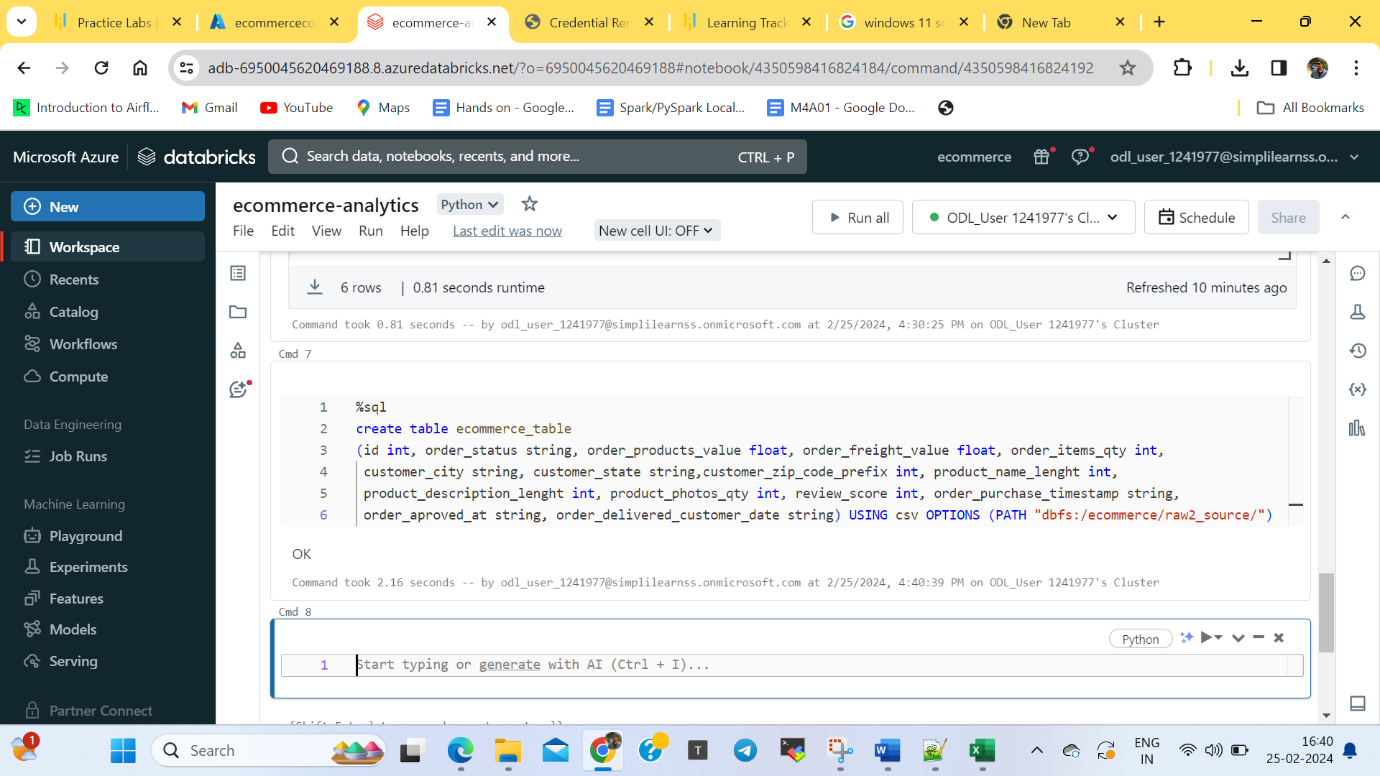 Practice Labs
ecommerceco
ecommerce-a
Credential Re
Learning Track
windows 11 s
New Tab
adb-6950045620469188.8.azuredatabricks.net/?o=6950045620469188#notebook/4350598416824184/command/4350598416824192
Introduction to Airfl...
Gmail
YouTube
Maps
Hands on - Google...
Spark/PySpark Local...
M4A01 - Google Do...
All Bookmarks
Microsoft Azure
databricks
Search data, notebooks, recents, and more...
CTRL + P
ecommerce
odl_user_1241977@simplilearnss.o...
New
Workspace
Recents
Catalog
Workflows
Compute
Data Engineering
Job Runs
Machine Learning
Playground
Experiments
Features
Models
Serving
Partner Connect
ecommerce-analytics
Python
File
Edit
View
Run
Help
Last edit was now
New cell UI: OFF
Run all
ODL_User 1241977's Cl...
Schedule
Share
6 rows | 0.81 seconds runtime
Refreshed 10 minutes ago
Command took 0.81 seconds -- by odl_user_1241977@simplilearnss.onmicrosoft.com at 2/25/2024, 4:30:25 PM on ODL_User 1241977's Cluster
Cmd 7
1 %sql
2 create table ecommerce_table
3 (id int, order_status string, order_products_value float, order_freight_value float, order_items_qty int,
4 customer_city string, customer_state string,customer_zip_code_prefix int, product_name_lenght int,
5 product_description_lenght int, product_photos_qty int, review_score int, order_purchase_timestamp string,
6 order_aproved_at string, order_delivered_customer_date string) USING csv OPTIONS (PATH "dbfs:/ecommerce/raw2_source/")
OK
Command took 2.16 seconds -- by odl_user_1241977@simplilearnss.onmicrosoft.com at 2/25/2024, 4:40:39 PM on ODL_User 1241977's Cluster
Cmd 8
Python
1 Start typing or generate with AI (Ctrl + I)...
1
Search
T
ENG
IN
16:40
25-02-2024